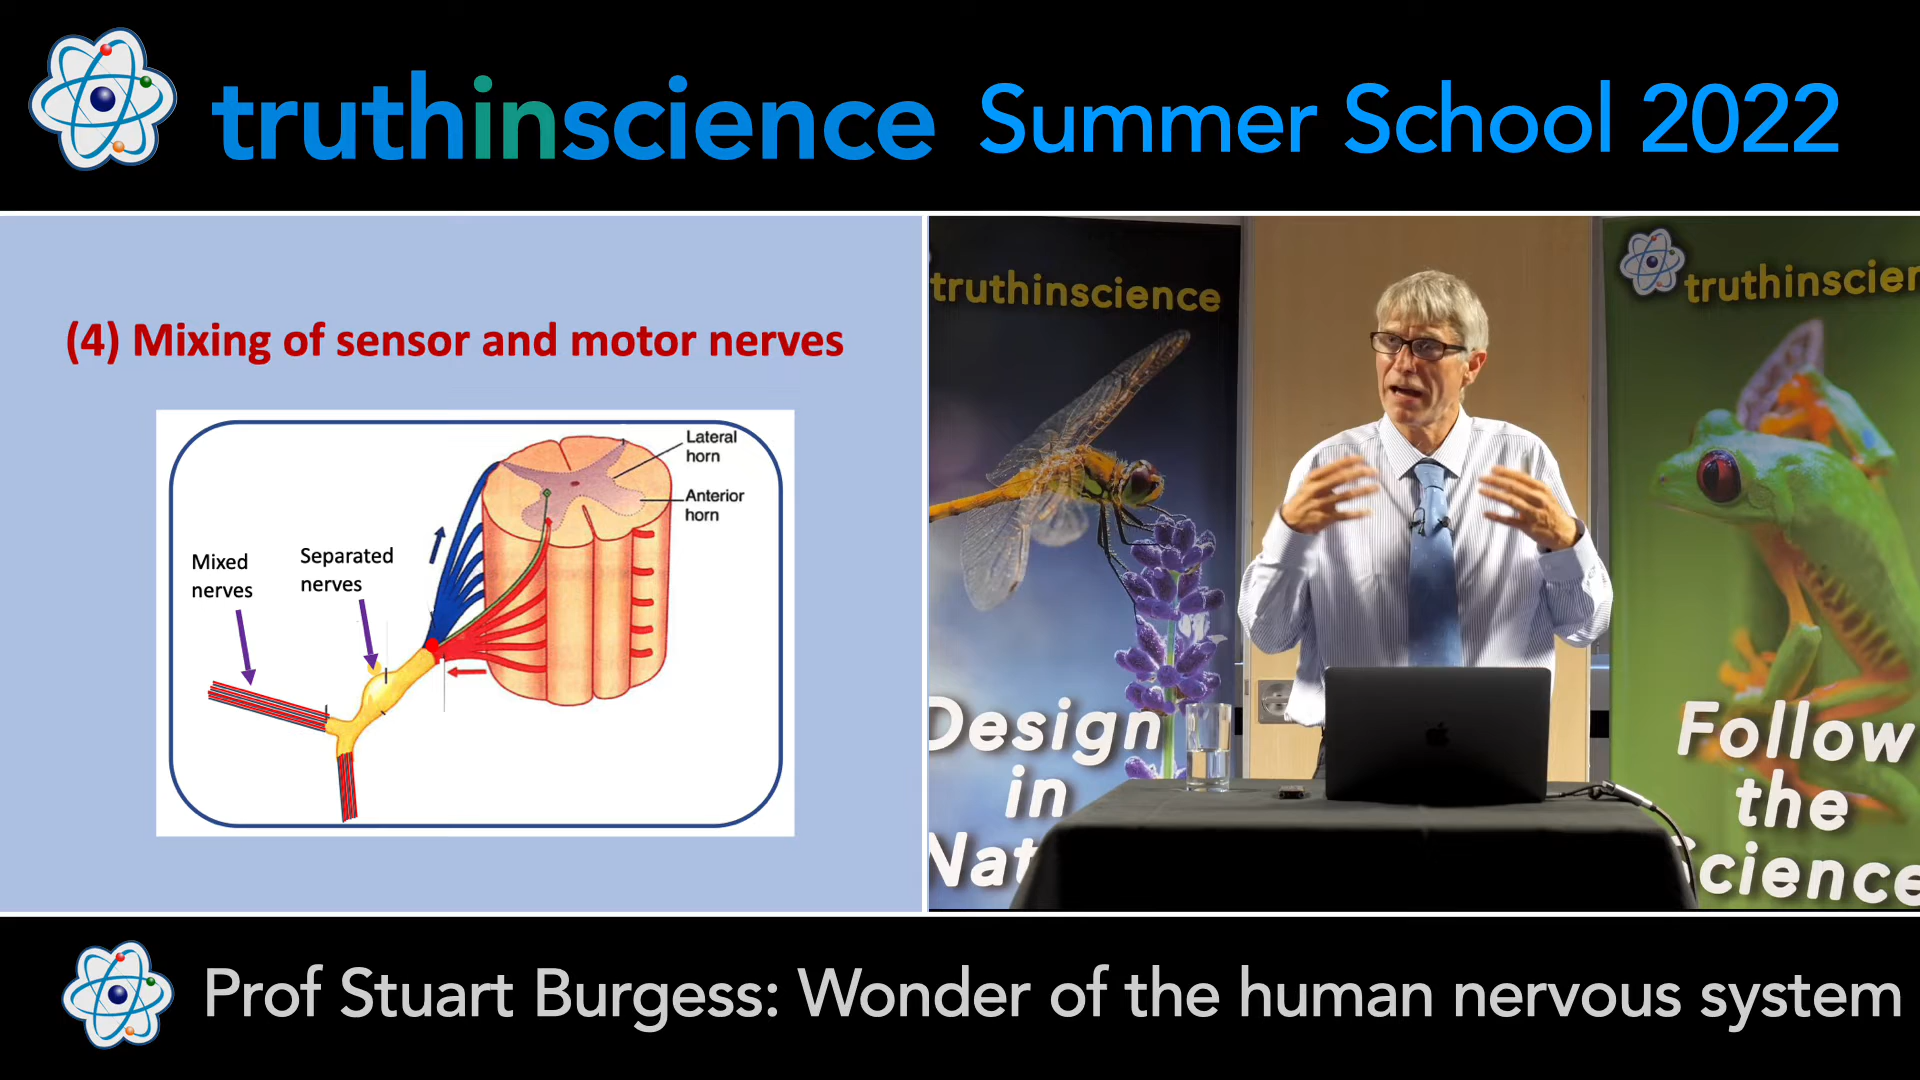 truthinscience Summer School 2022
(4) Mixing of sensor and motor nerves
Lateral
horn
Anterior
horn
Mixed
nerves
Separated
nerves
truthinscience
Design
in
Nat
truthinscien
Follow
the
Science
Prof Stuart Burgess: Wonder of the human nervous system